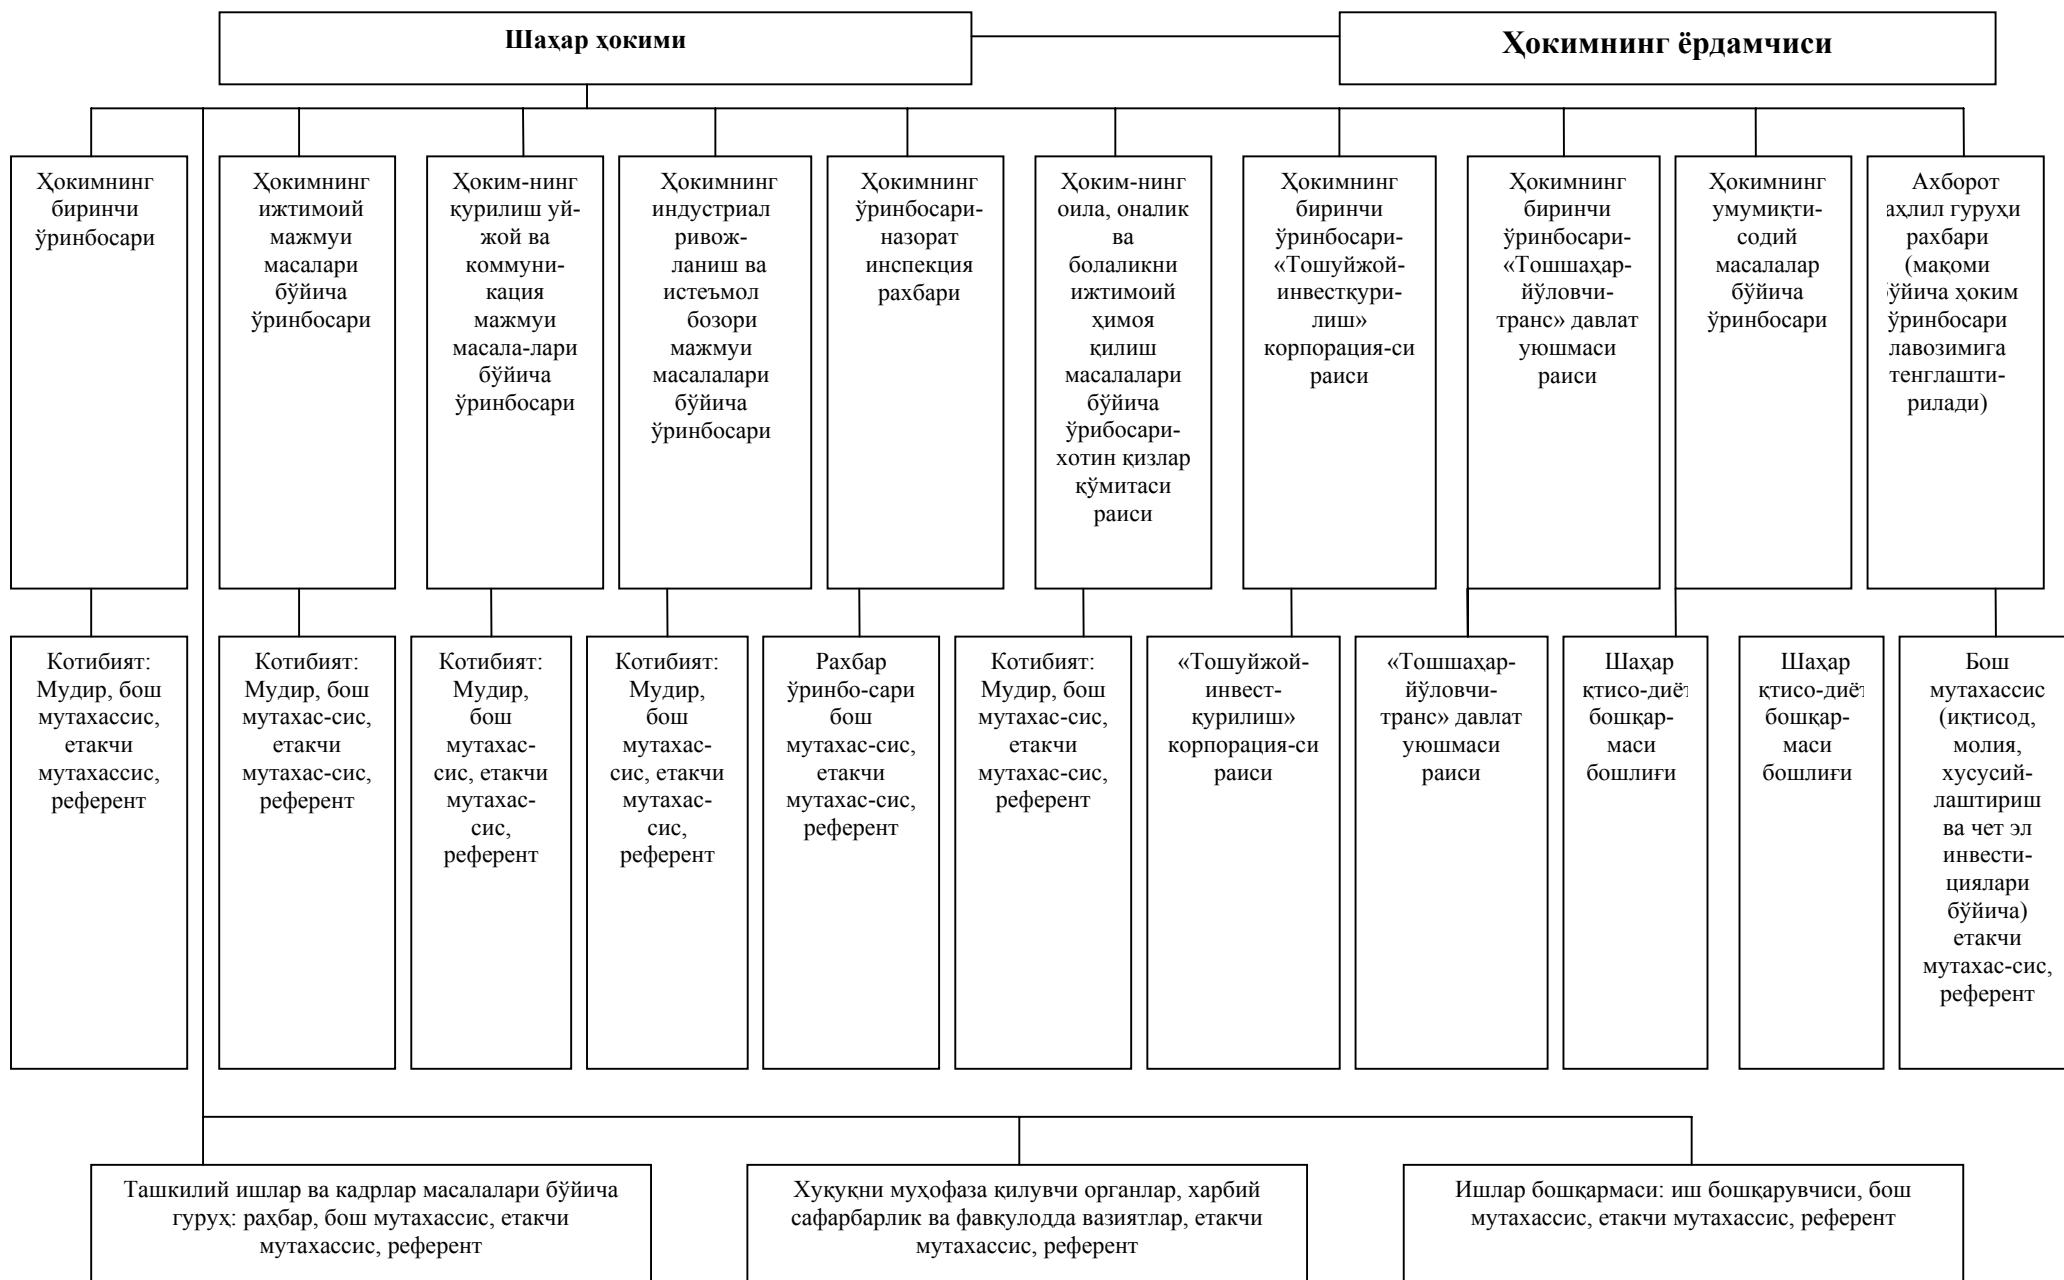 Шаҳар ҳокими
Ҳокимнинг ёрдамчиси
Ҳокимнинг
биринчи
ўринбосари
Ҳокимнинг
ижтимоий
мажмуи
масалари
бўйича
ўринбосари
Ҳоким-нинг
қурилиш уй-
жой ва
коммуни-
кация
мажмуи
масала-лари
бўйича
ўринбосари
Ҳокимнинг
индустриал
ривож-
ланиш ва
истеъмол
бозори
мажмуи
масалалари
бўйича
ўринбосари
Ҳокимнинг
ўринбосари-
назорат
инспекция
рахбари
Ҳоким-нинг
оила, оналик
ва
болаликни
ижтимоий
ҳимоя
қилиш
масалалари
бўйича
ўрибосари-
хотин қизлар
қўмитаси
раиси
Ҳокимнинг
биринчи
ўринбосари-
«Тошуйжой-
инвестқури-
лиш»
корпорация-си
раиси
Ҳокимнинг
биринчи
ўринбосари-
«Тошшаҳар-
йўловчи-
транс» давлат
уюшмаси
раиси
Ҳокимнинг
умумиқти-
содий
масалалар
бўйича
ўринбосари
Ахборот
аҳлил гуруҳи
рахбари
(мақоми
ўйича ҳоким
ўринбосари
лавозимига
тенглашти-
рилади)
Котибият:
Мудир, бош
мутахассис,
етакчи
мутахассис,
референт
Котибият:
Мудир, бош
мутахас-сис,
етакчи
мутахас-сис,
референт
Котибият:
Мудир,
бош
мутахас-
сис, етакчи
мутахас-
сис,
референт
Котибият:
Мудир,
бош
мутахас-
сис, етакчи
мутахас-
сис,
референт
Рахбар
ўринбо-сари
бош
мутахас-сис,
етакчи
мутахас-сис,
референт
Котибият:
Мудир, бош
мутахас-сис,
етакчи
мутахас-сис,
референт
«Тошуйжой-
инвест-
қурилиш»
корпорация-си
раиси
«Тошшаҳар-
йўловчи-
транс» давлат
уюшмаси
раиси
Шаҳар
қтисо-диёт
бошқар-
маси
бошлиғи
Шаҳар
қтисо-диёт
бошқар-
маси
бошлиғи
Бош
мутахассис
(иқтисод,
молия,
хусусий-
лаштириш
ва чет эл
инвести-
циялари
бўйича)
етакчи
мутахас-сис,
референт
Ташкилий ишлар ва кадрлар масалалари бўйича
гуруҳ: раҳбар, бош мутахассис, етакчи
мутахассис, референт
Хуқуқни муҳофаза қилувчи органлар, харбий
сафарбарлик ва фавқулодда вазиятлар, етакчи
мутахассис, референт
Ишлар бошқармаси: иш бошқарувчиси, бош
мутахассис, етакчи мутахассис, референт